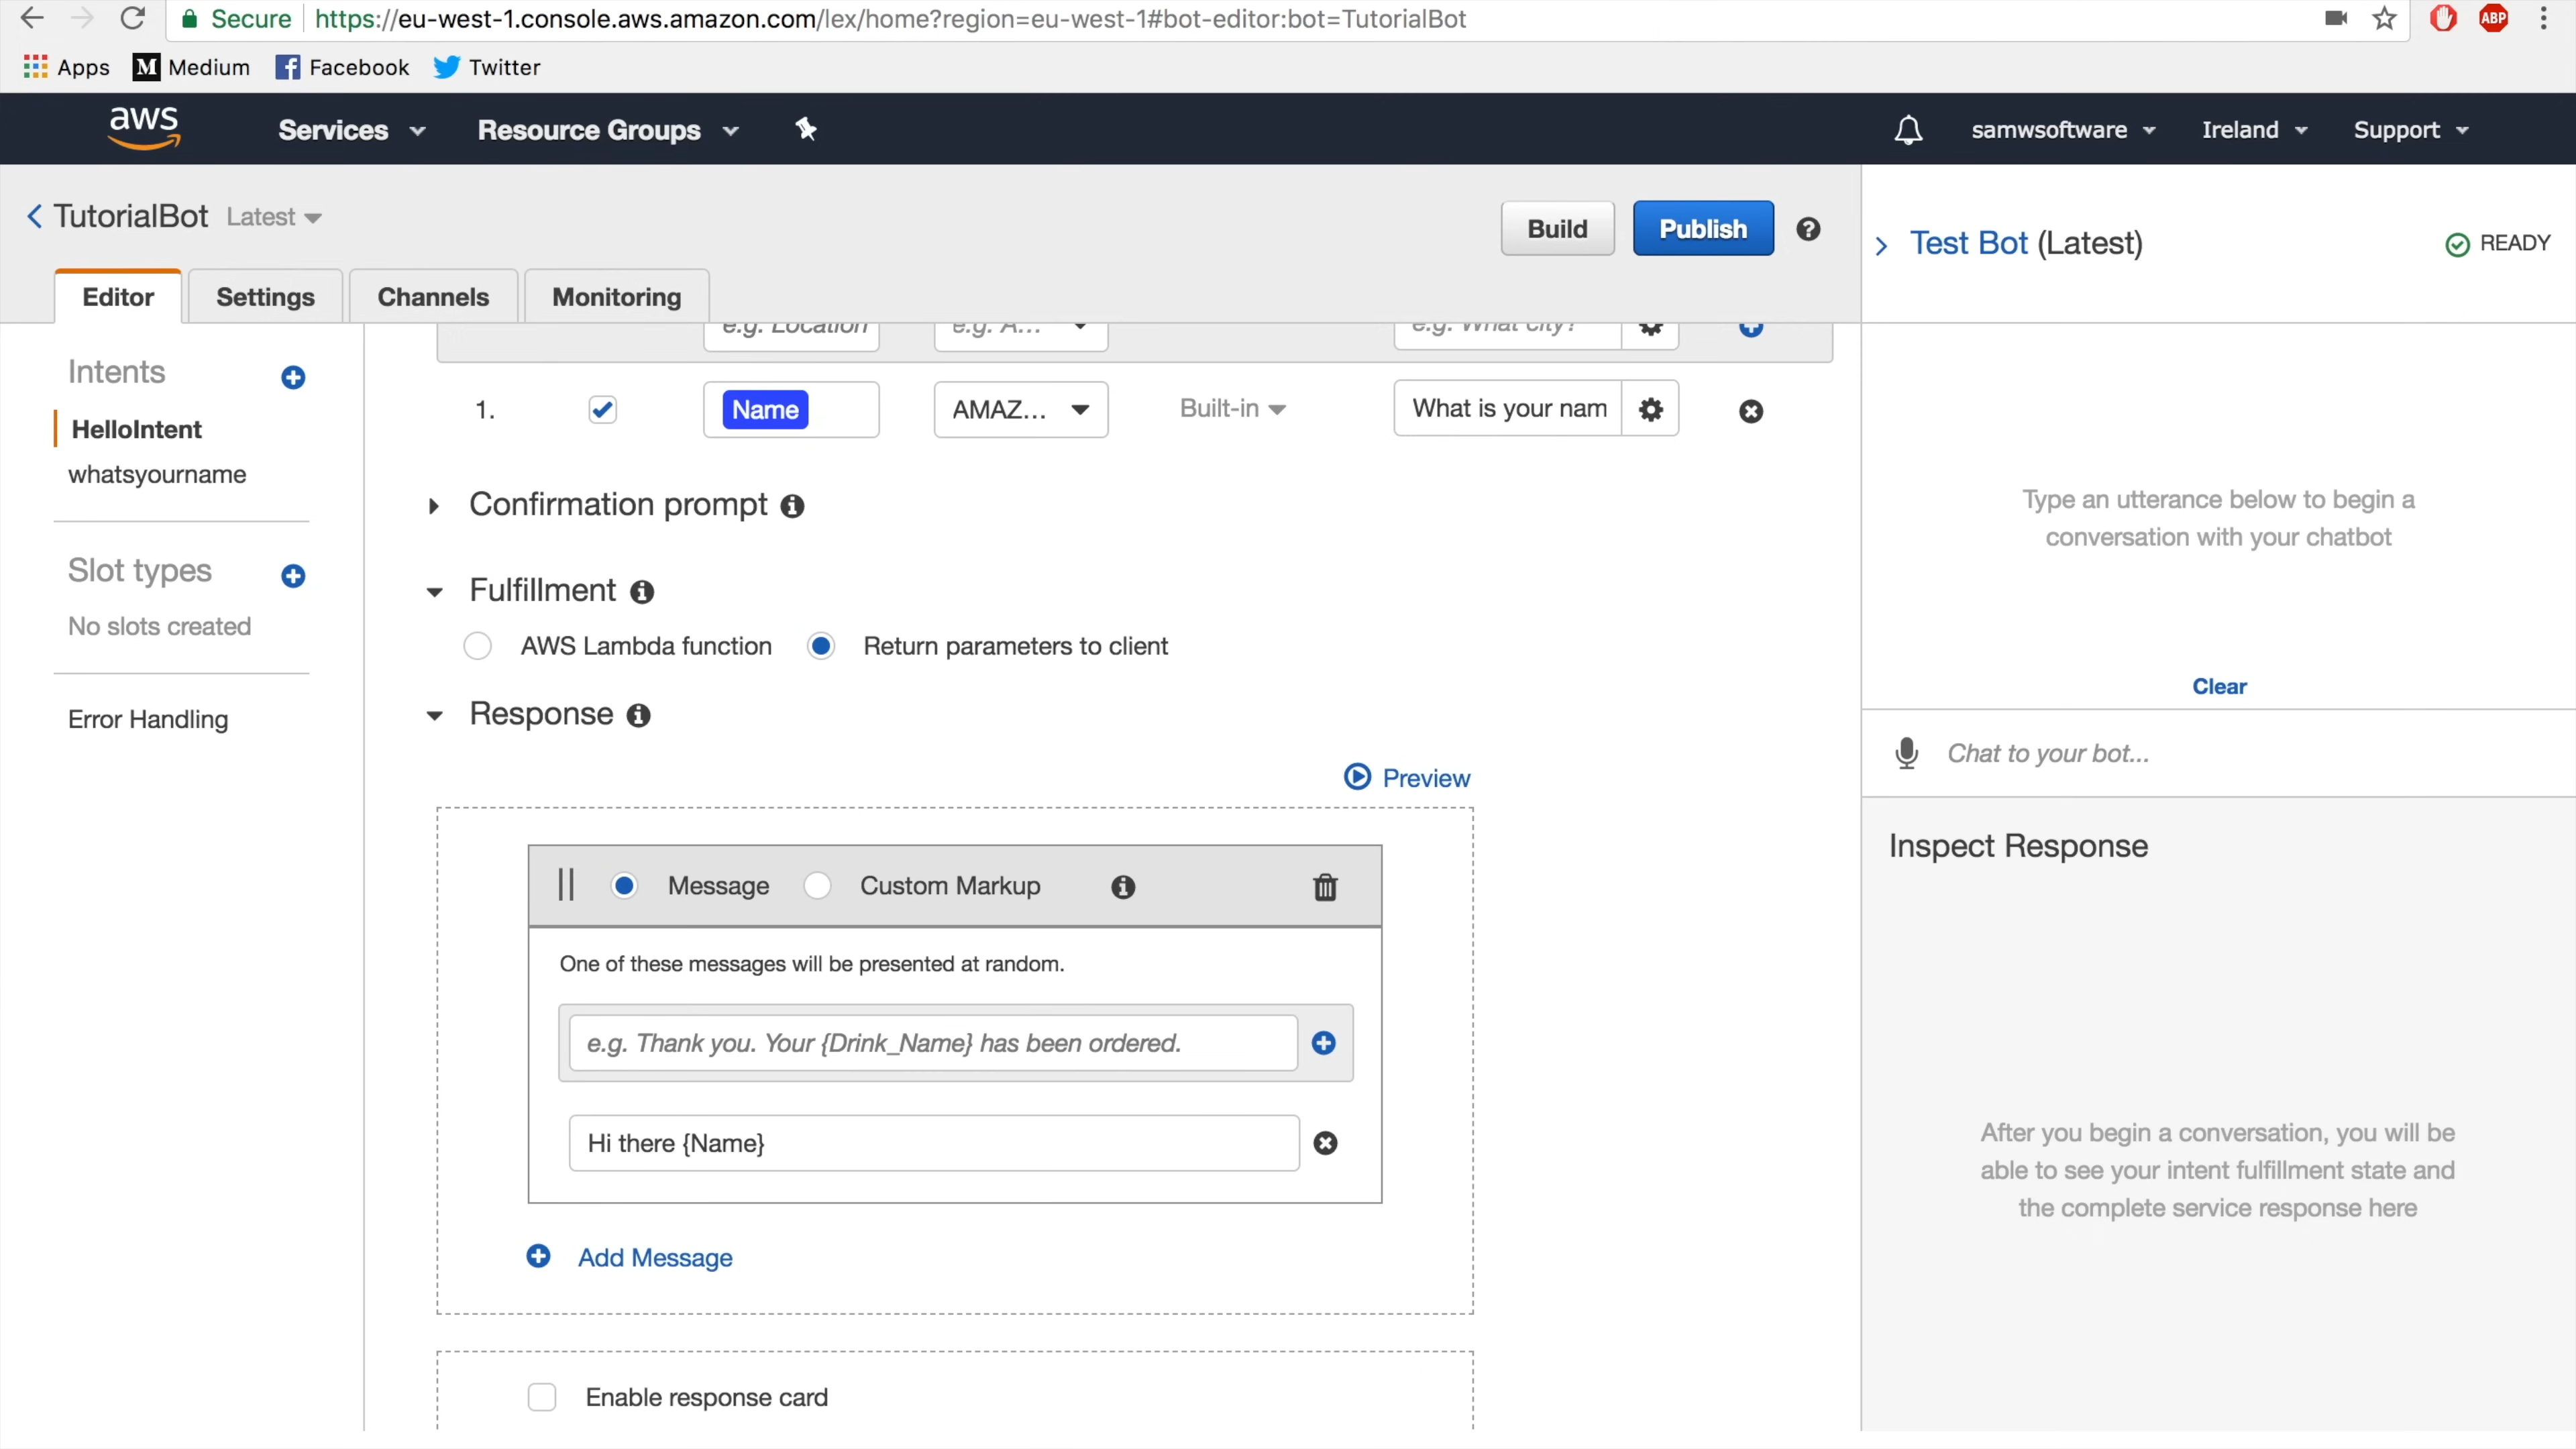 Secure https://eu-west-1.console.aws.amazon.com/lex/home?region=eu-west-1#bot-editor:bot=TutorialBot
ABP
Apps M Medium Facebook Twitter
aws Services Resource Groups samwsoftware Ireland Support
TutorialBot Latest
Build Publish
Test Bot (Latest) READY
Editor Settings Channels Monitoring
e.g. Location e.g. A... e.g. What city?
Intents
HelloIntent
whatsyourname
Slot types
No slots created
Error Handling
1. Name AMAZ... Built-in What is your nam
Confirmation prompt
Fulfillment
AWS Lambda function Return parameters to client
Response
Preview
Message Custom Markup
One of these messages will be presented at random.
e.g. Thank you. Your {Drink_Name} has been ordered.
Hi there {Name}
Add Message
Enable response card
Type an utterance below to begin a
conversation with your chatbot
Clear
Chat to your bot...
Inspect Response
After you begin a conversation, you will be
able to see your intent fulfillment state and
the complete service response here